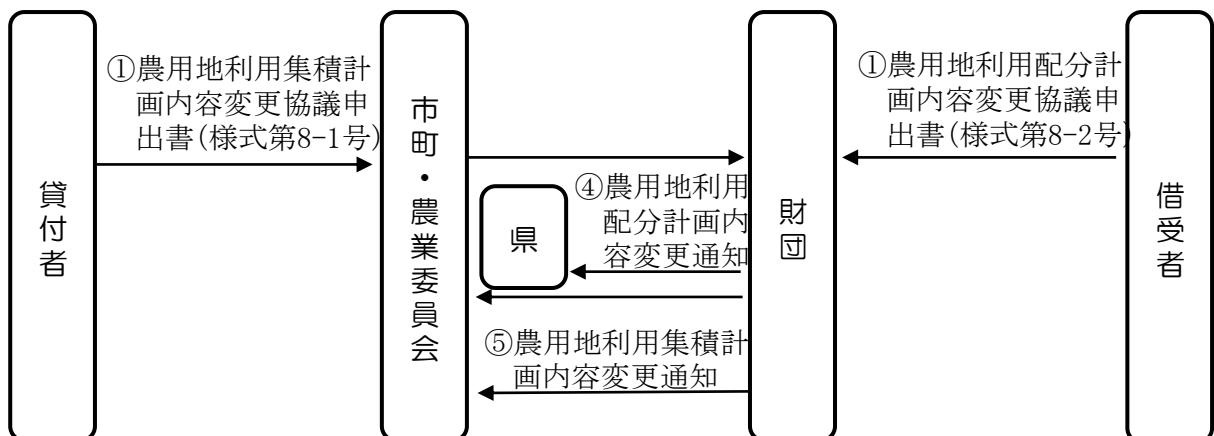 貸付者
①農用地利用集積計
画内容変更協議申
出書(様式第8-1号)
市町・農業委員会
県
④農用地利用
配分計画内
容変更通知
⑤農用地利用集積計
画内容変更通知
財団
①農用地利用配分計
画内容変更協議申
出書(様式第8-2号)
借受者